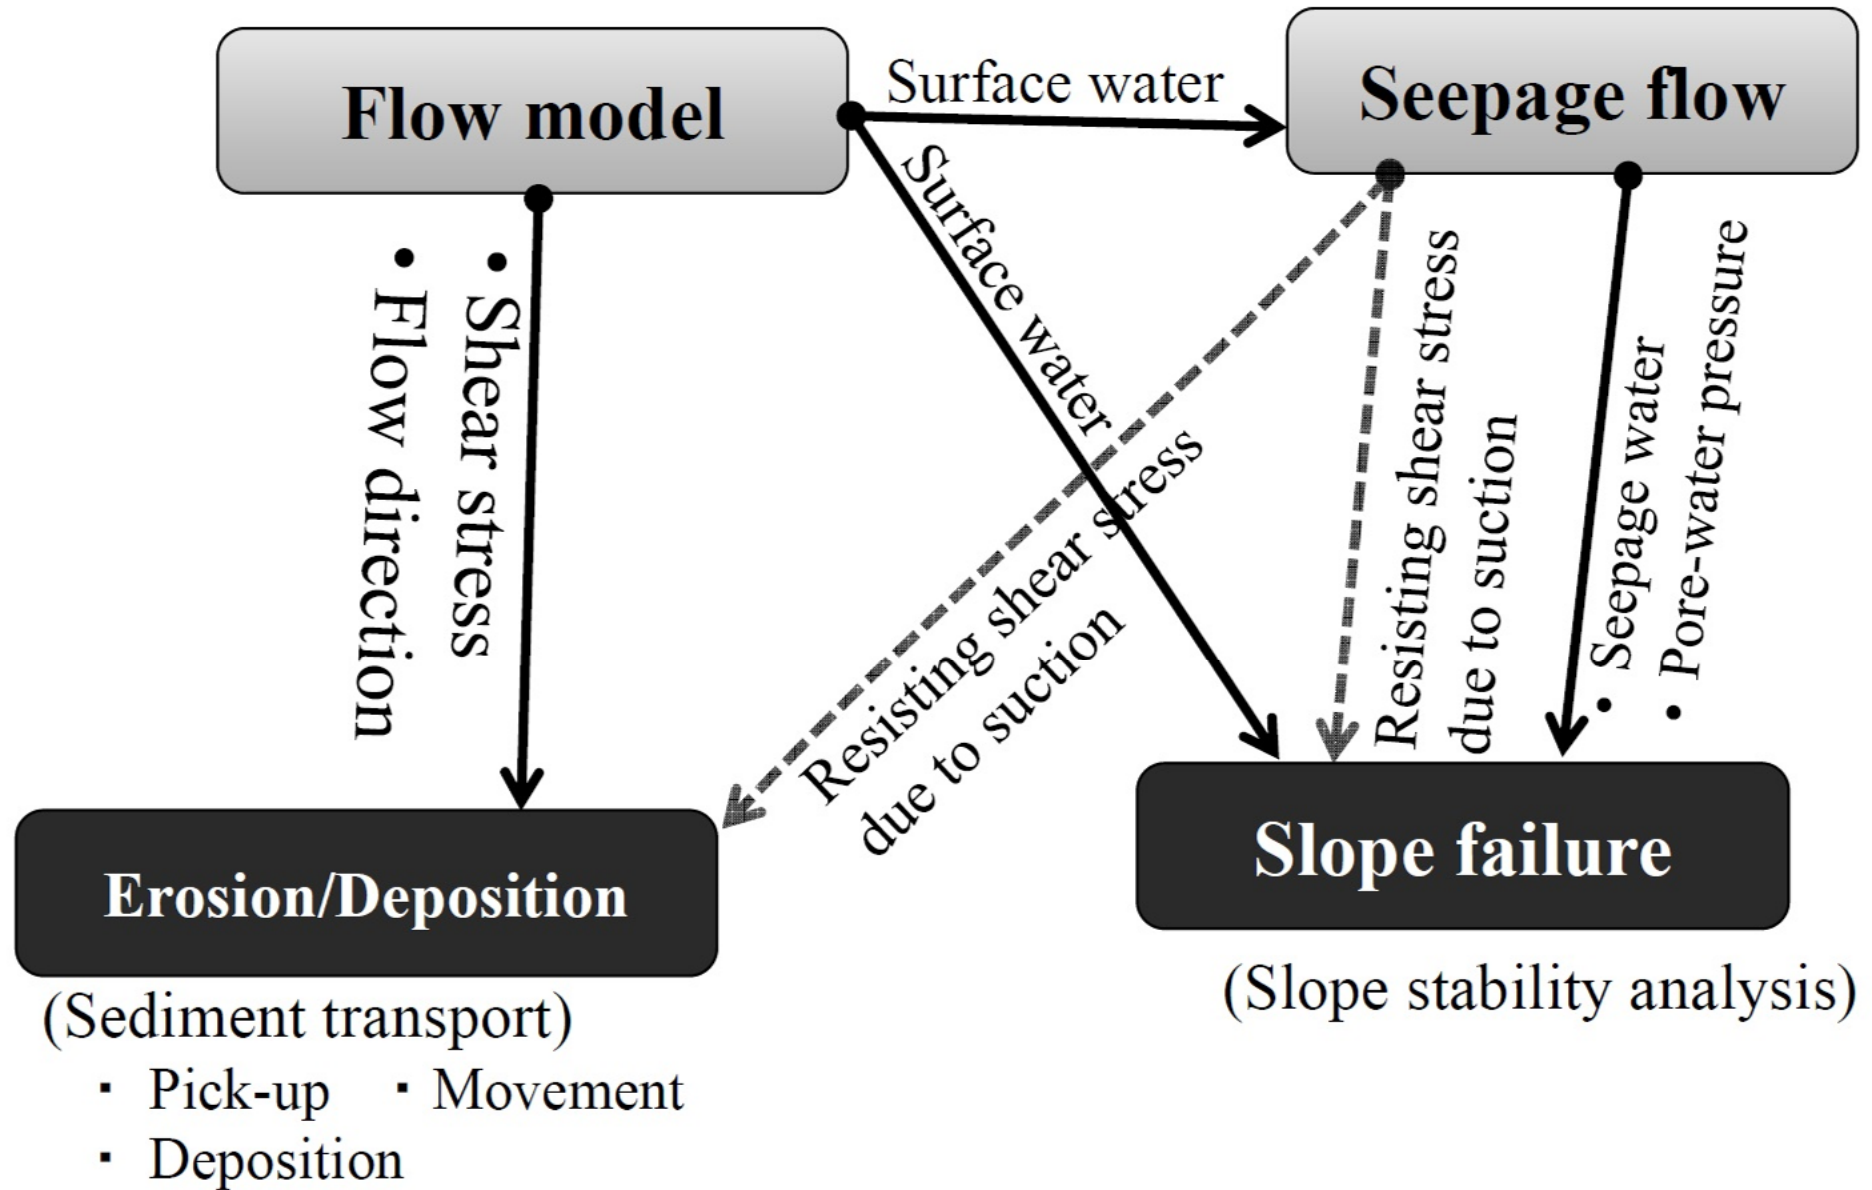 Flow model
Surface water
Seepage flow
Surface water
• Shear stress
• Flow direction
Resisting shear stress
due to suction
Resisting shear stress
due to suction
• Seepage water
• Pore-water pressure
Erosion/Deposition
Slope failure
(Sediment transport)
(Slope stability analysis)
▪ Pick-up ▪ Movement
▪ Deposition